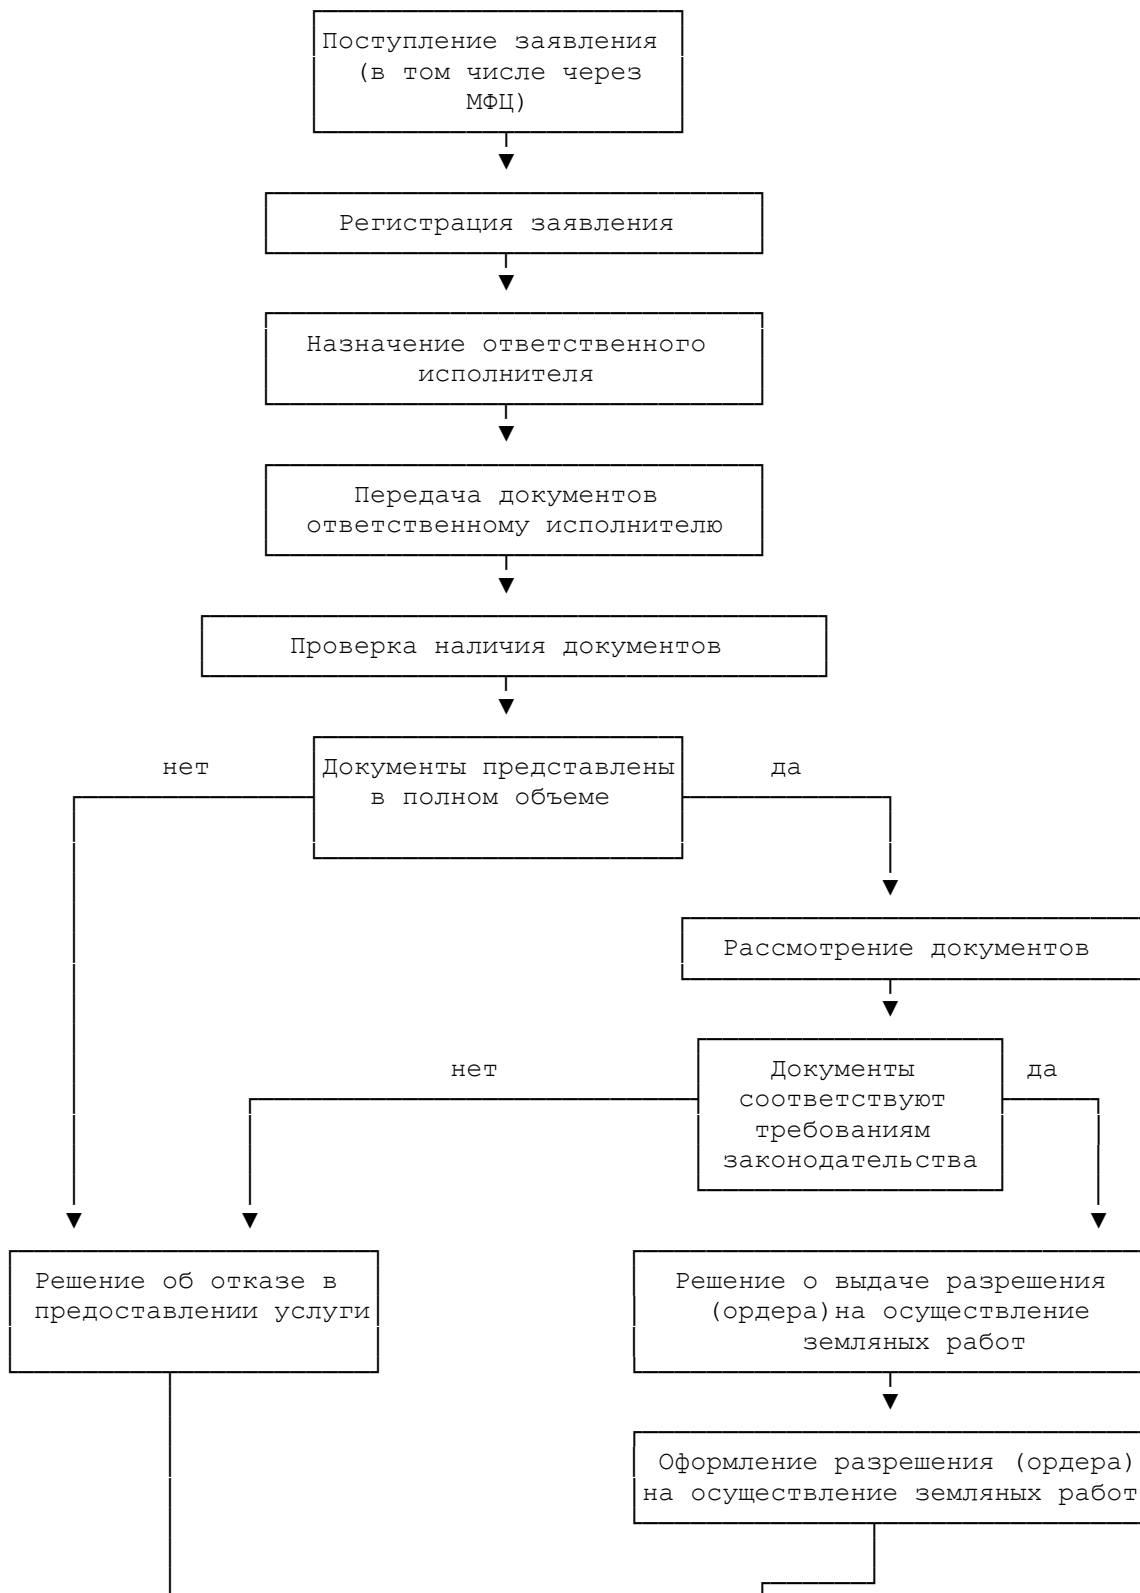 Поступление заявления
(в том числе через
МФЦ)
Регистрация заявления
Назначение ответственного
исполнителя
Передача документов
ответственному исполнителю
Проверка наличия документов
нет
Документы представлены
в полном объеме
да
Рассмотрение документов
нет
Документы
соответствуют
требованиям
законодательства
да
Решение об отказе в
предоставлении услуги
Решение о выдаче разрешения
(ордера)на осуществление
земляных работ
Оформление разрешения (ордера)
на осуществление земляных работ